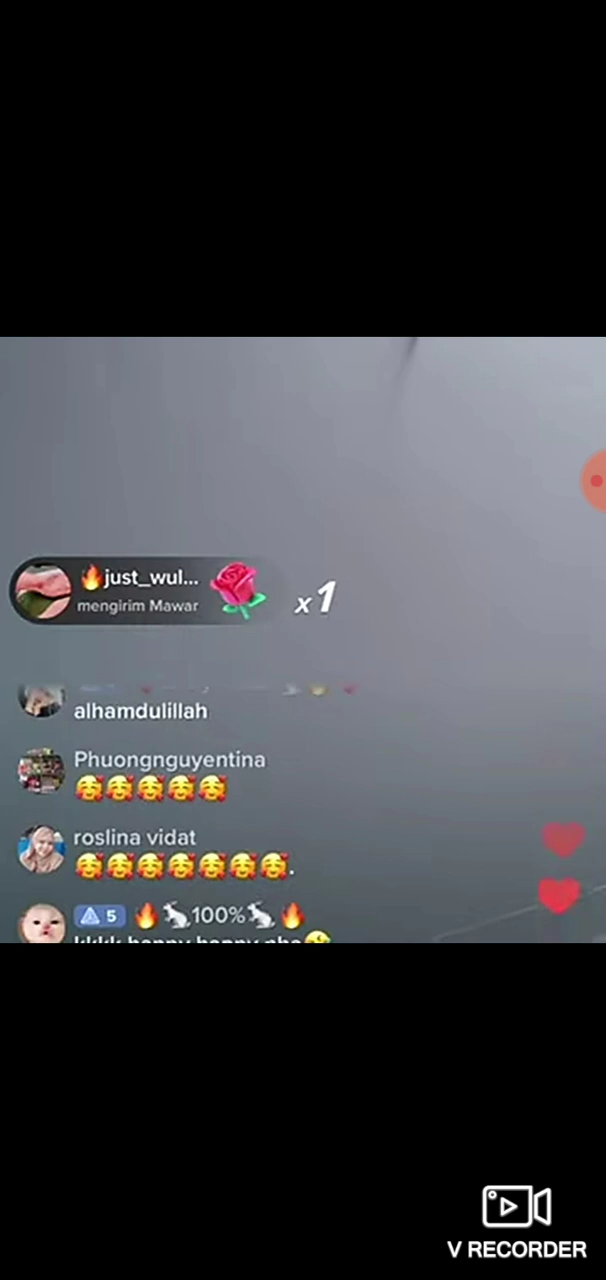 🔥just_wul...
mengirim Mawar
x1
alhamdulillah
Phuongnguyentina
🥰🥰🥰🥰🥰
roslina vidat
🥰🥰🥰🥰🥰🥰🥰.
5 🔥🐇100%🐇🔥
V RECORDER